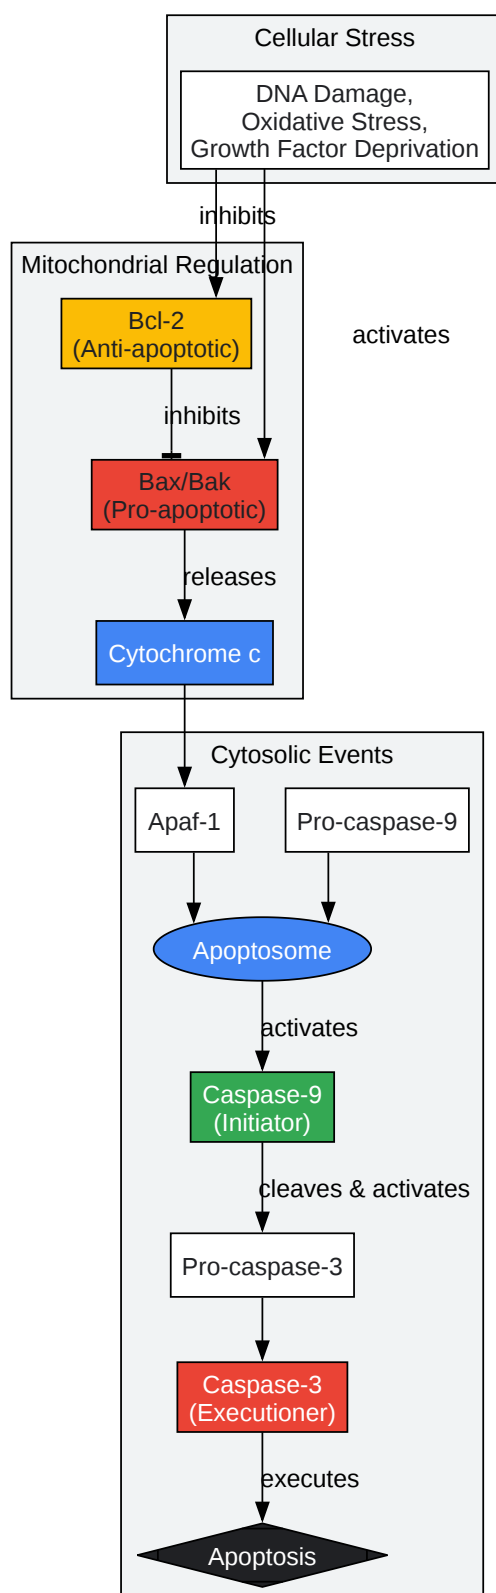 Cellular Stress
DNA Damage,
Oxidative Stress,
Growth Factor Deprivation
inhibits
Mitochondrial Regulation
Bcl-2
(Anti-apoptotic)
activates
inhibits
Bax/Bak
(Pro-apoptotic)
releases
Cytochrome c
Cytosolic Events
Apaf-1
Pro-caspase-9
Apoptosome
activates
Caspase-9
(Initiator)
cleaves & activates
Pro-caspase-3
Caspase-3
(Executioner)
executes
Apoptosis